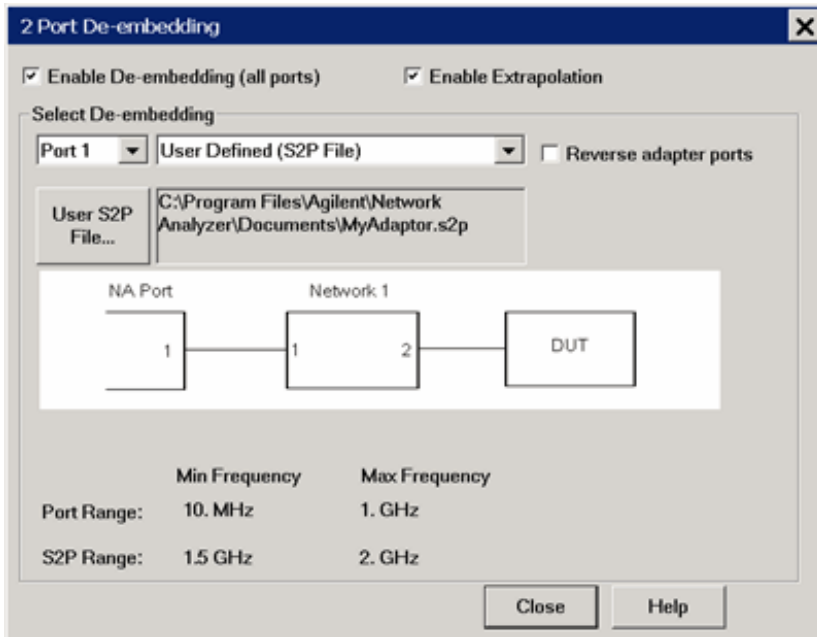 2 Port De-embedding
Enable De-embedding (all ports)
Enable Extrapolation
Select De-embedding
Port 1
User Defined (S2P File)
Reverse adapter ports
User S2P
File...
C:\Program Files\Agilent\Network
Analyzer\Documents\MyAdaptor.s2p
NA Port
Network 1
1
1
2
DUT
Min Frequency
Max Frequency
Port Range:
10. MHz
1. GHz
S2P Range:
1.5 GHz
2. GHz
Close
Help